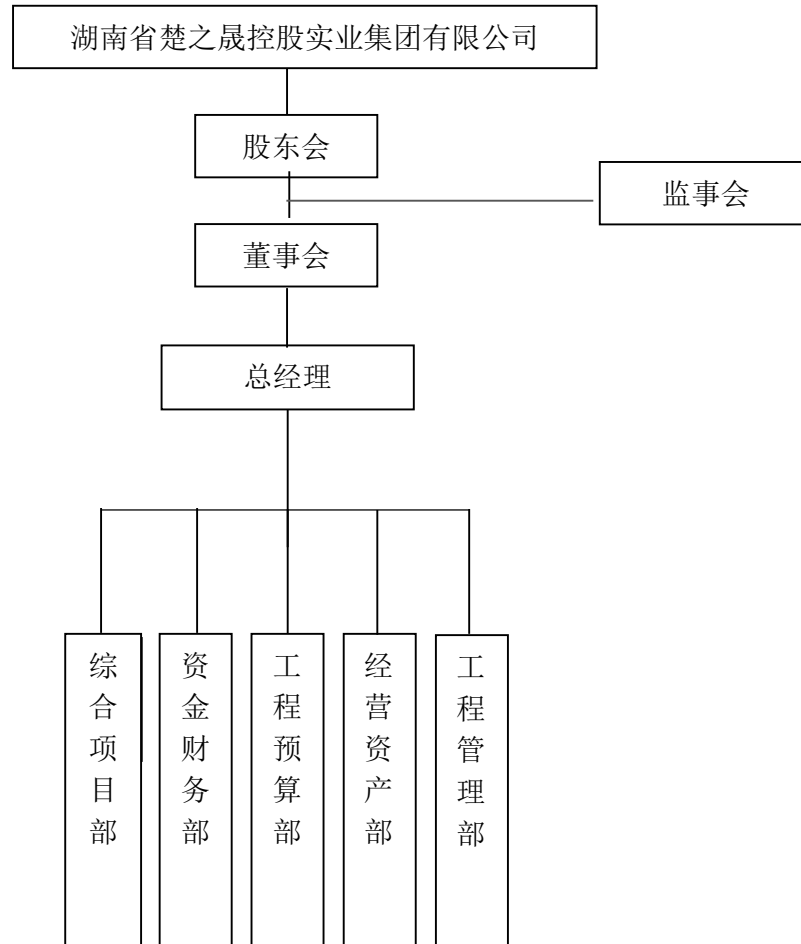 湖南省楚之晟控股实业集团有限公司
股东会
监事会
董事会
总经理
综合项目部
资金财务部
工程预算部
经营资产部
工程管理部